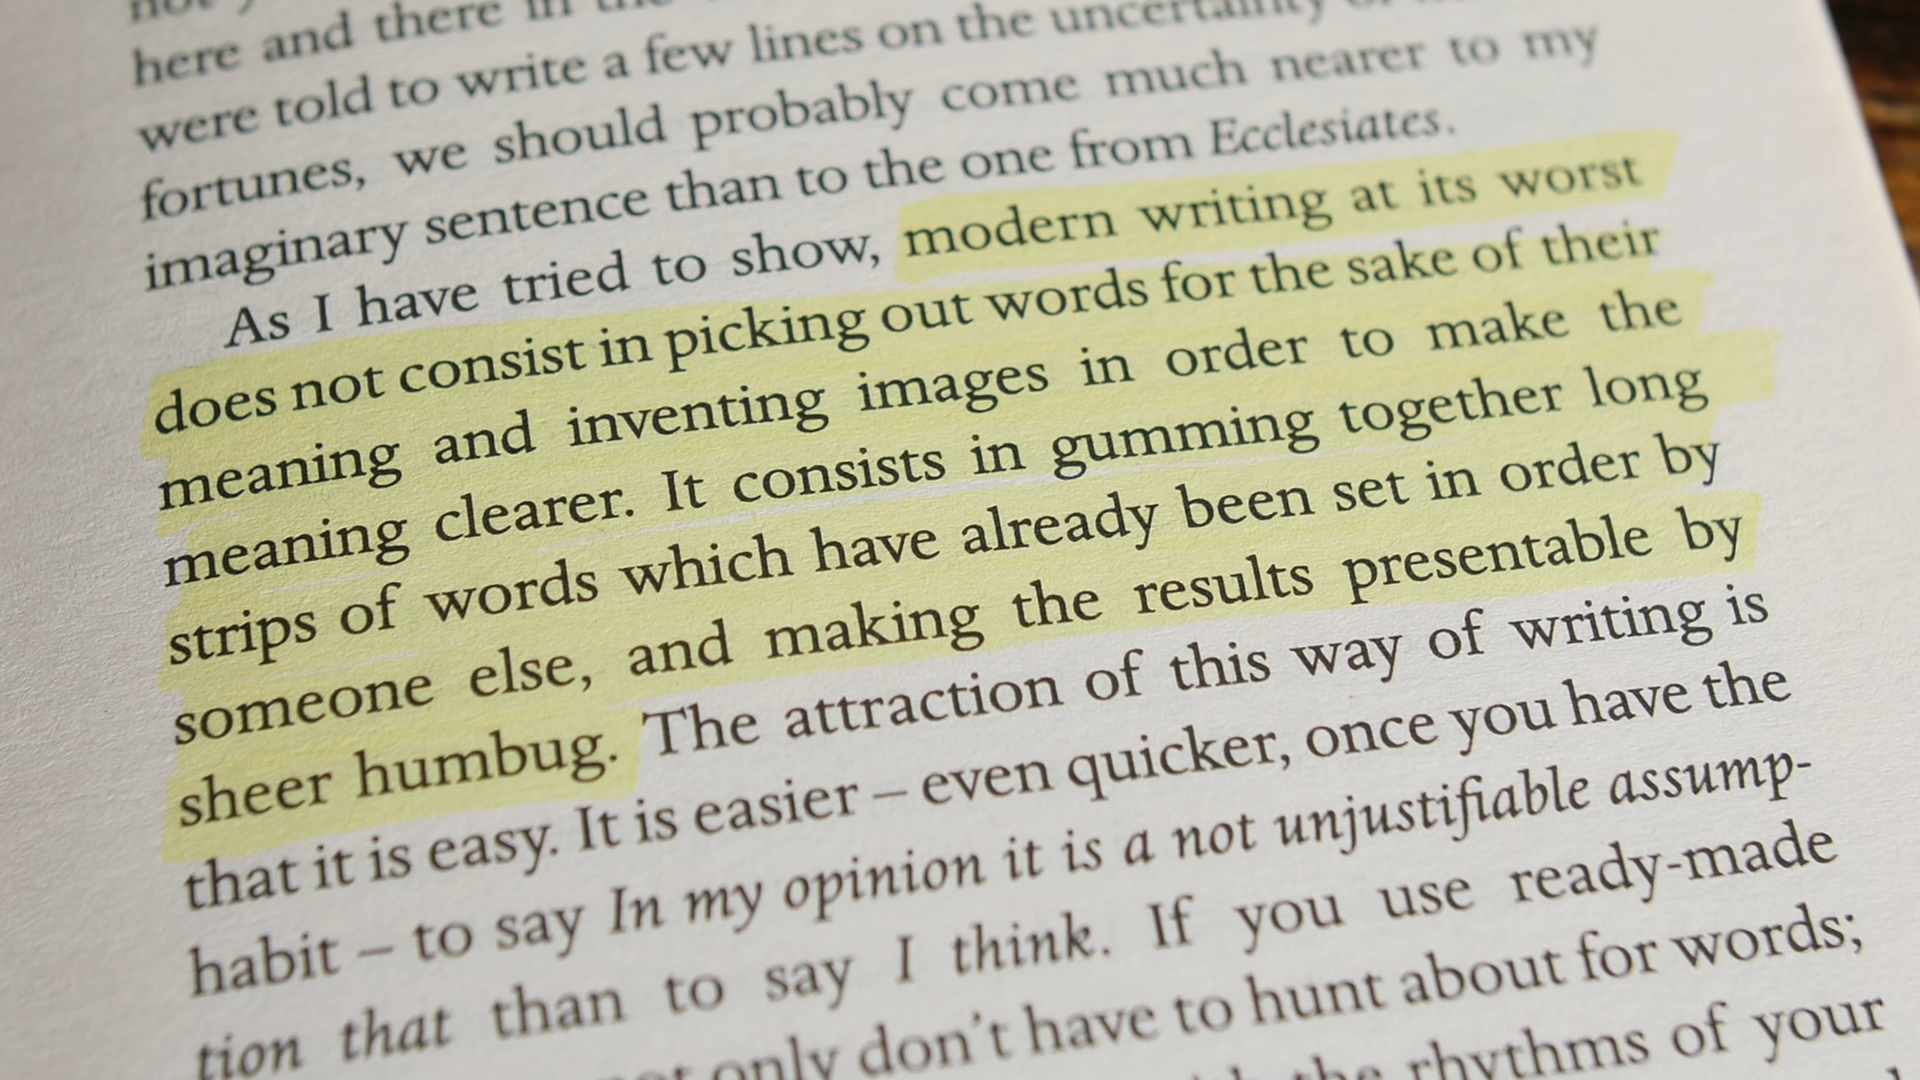 here and there in the
were told to write a few lines on the uncertainty of
fortunes, we should probably come much nearer to my
imaginary sentence than to the one from Ecclesiates.
As I have tried to show, modern writing at its worst
does not consist in picking out words for the sake of their
meaning and inventing images in order to make the
meaning clearer. It consists in gumming together long
strips of words which have already been set in order by
someone else, and making the results presentable by
sheer humbug. The attraction of this way of writing is
that it is easy. It is easier – even quicker, once you have the
habit – to say In my opinion it is a not unjustifiable assump-
tion that than to say I think. If you use ready-made
only don't have to hunt about for words;
the rhythms of your